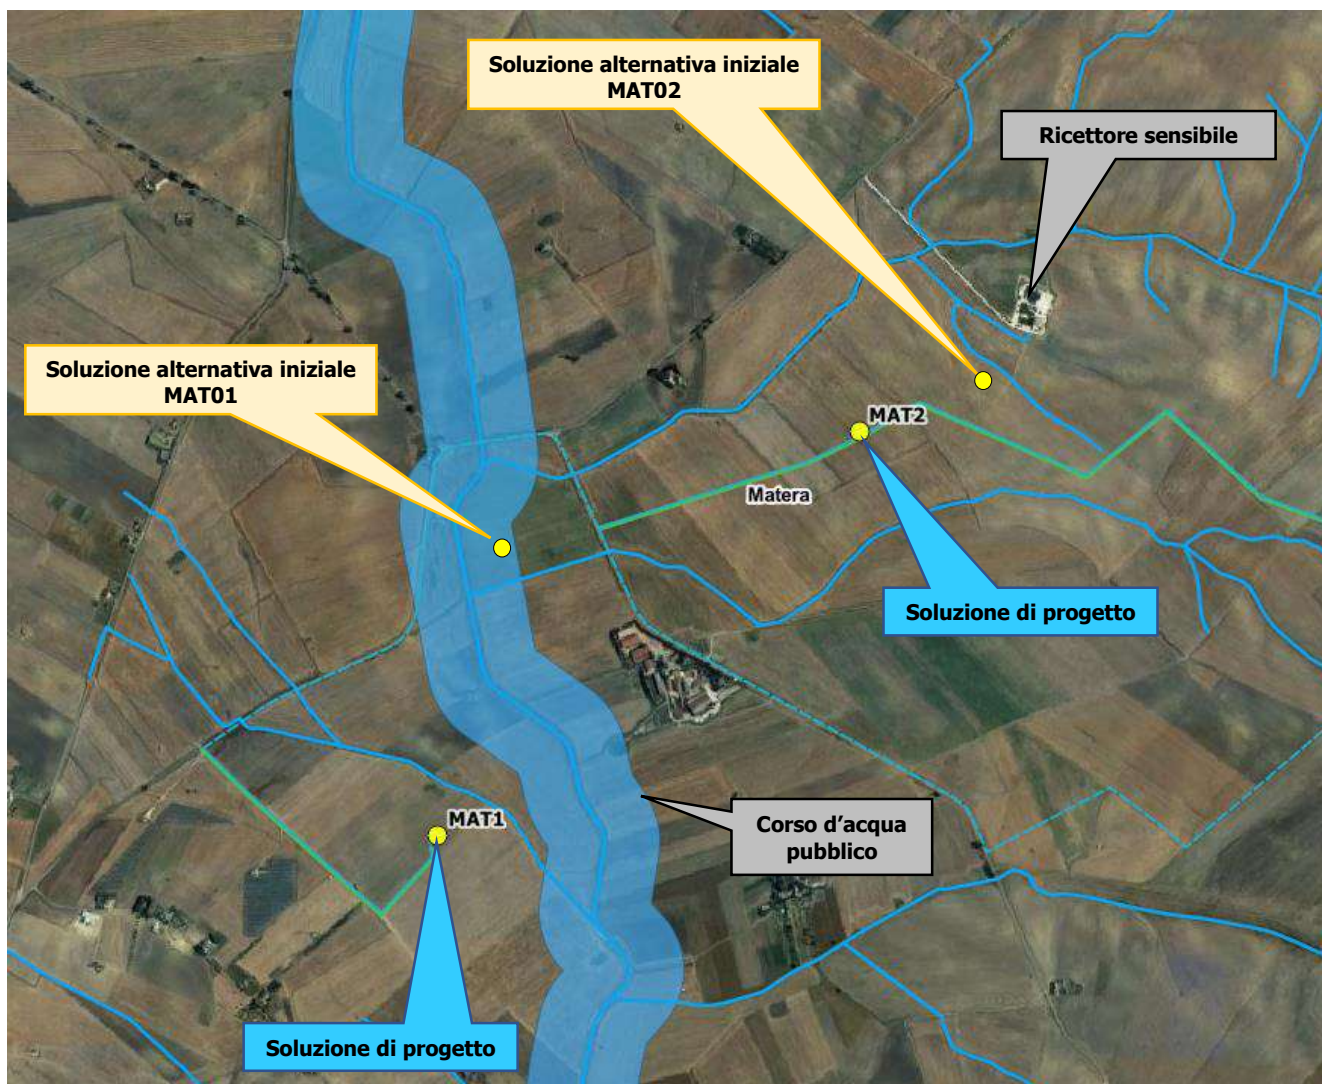 Soluzione alternativa iniziale
MAT02
Ricettore sensibile
Soluzione alternativa iniziale
MAT01
MAT2
Matera
Soluzione di progetto
MAT1
Corso d’acqua
pubblico
Soluzione di progetto